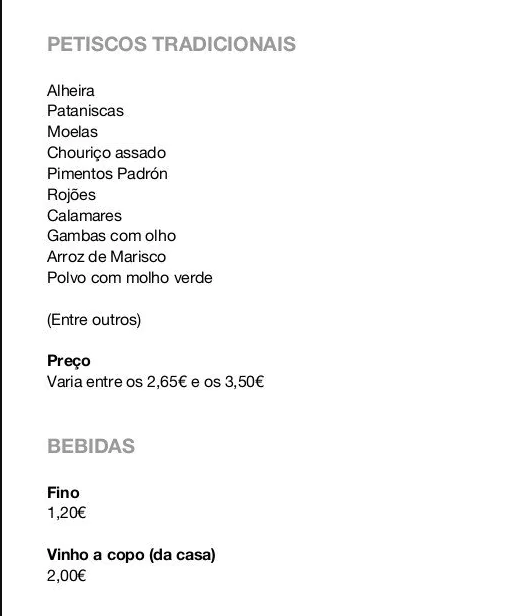 PETISCOS TRADICIONAIS
Alheira
Pataniscas
Moelas
Chouriço assado
Pimentos Padrón
Rojões
Calamares
Gambas com olho
Arroz de Marisco
Polvo com molho verde
(Entre outros)
Preço
Varia entre os 2,65€ e os 3,50€
BEBIDAS
Fino
1,20€
Vinho a copo (da casa)
2,00€